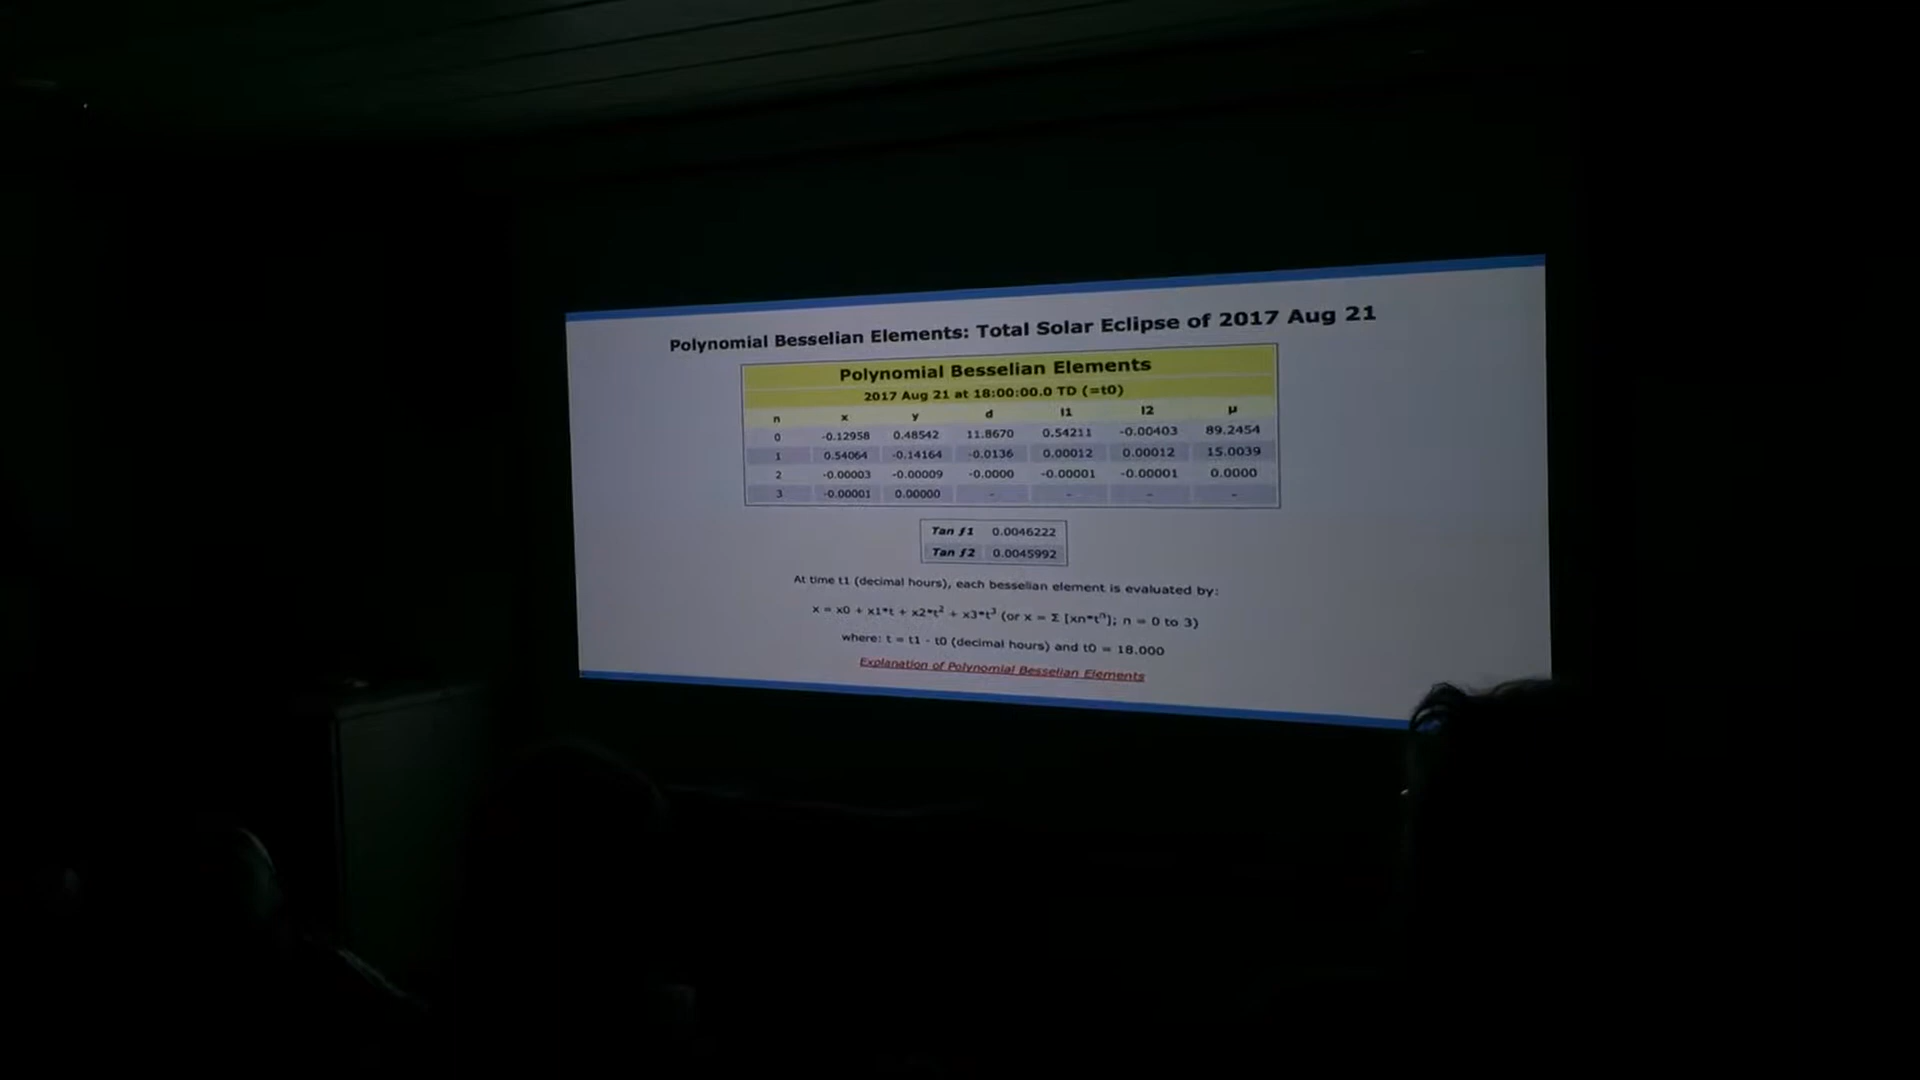 Polynomial Besselian Elements: Total Solar Eclipse of 2017 Aug 21
Polynomial Besselian Elements
2017 Aug 21 at 18:00:00.0 TD (=t0)
n x y d l1 l2 μ
0 -0.12958 0.48542 11.8670 0.54211 -0.00403 89.2454
1 0.54064 -0.14164 -0.0136 0.00012 0.00012 15.0039
2 -0.00003 -0.00009 -0.0000 -0.00001 -0.00001 0.0000
3 -0.00001 0.00000 - - - -
Tan ƒ1 0.0046222
Tan ƒ2 0.0045992
At time t1 (decimal hours), each besselian element is evaluated by:
x = x0 + x1*t + x2*t² + x3*t³ (or x = Σ [xn*tⁿ]; n = 0 to 3)
where: t = t1 - t0 (decimal hours) and t0 = 18.000
Explanation of Polynomial Besselian Elements